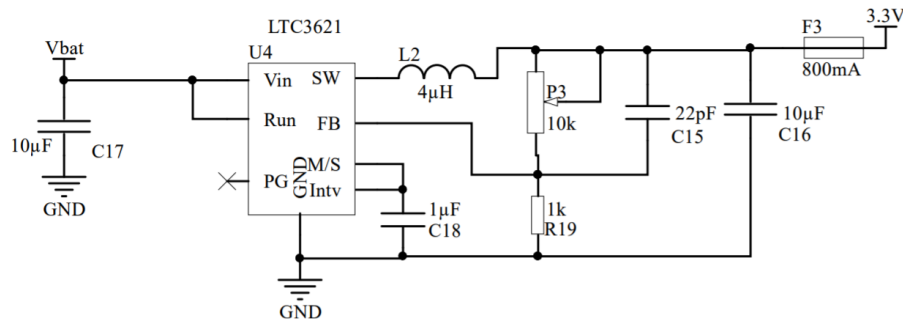 LTC3621
3.3V
U4
F3
Vbat
L2
Vin
SW
4µH
800mA
P3
10k
Run
FB
22pF
C15
10µF
C16
10µF
C17
M/S
GND
PG
Intv
GND
1µF
C18
1k
R19
GND